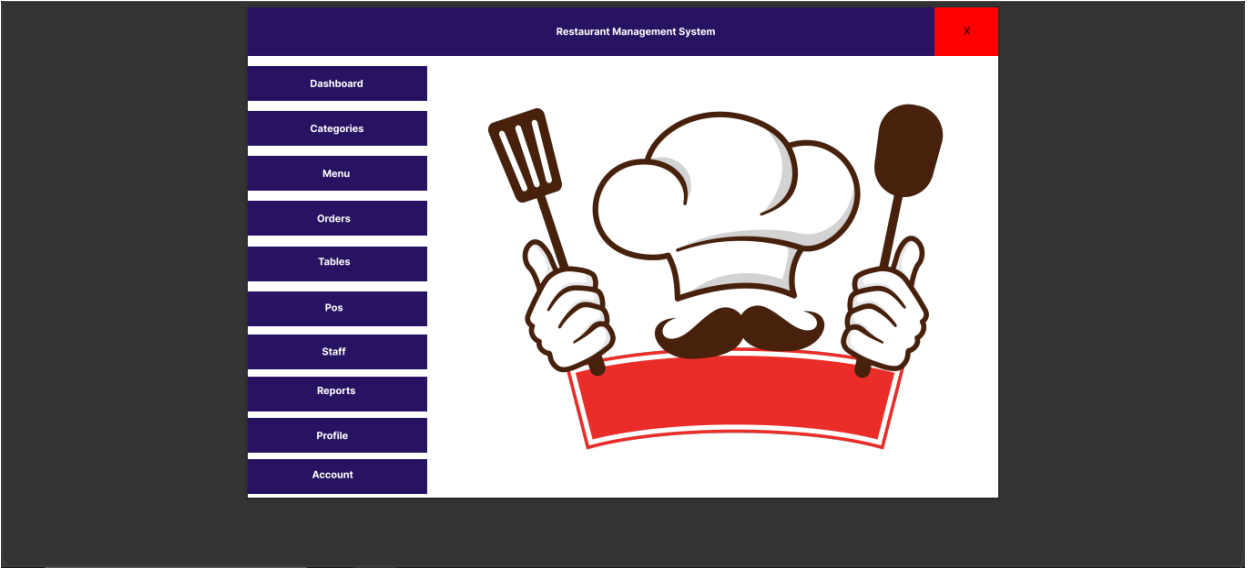 Restaurant Management System
X
Dashboard
Categories
Menu
Orders
Tables
Pos
Staff
Reports
Profile
Account